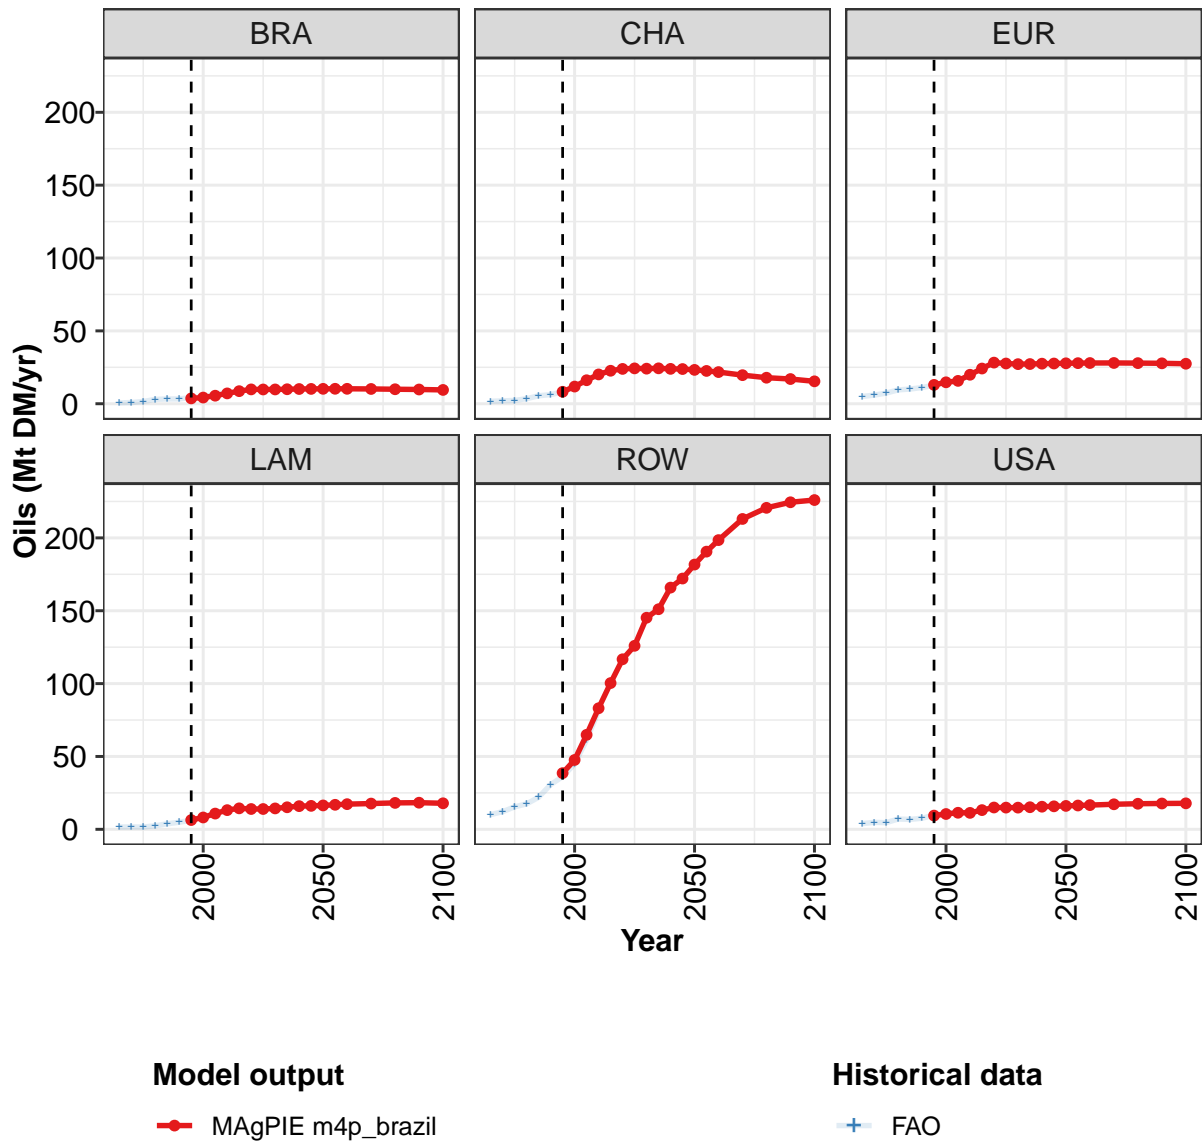 BRA
CHA
EUR
200
150
100
50
0
LAM
ROW
USA
200
150
100
50
0
Oils (Mt DM/yr)
2000
2050
2100
2000
2050
2100
2000
2050
2100
Year
Model output
Historical data
MAgPIE m4p_brazil
FAO